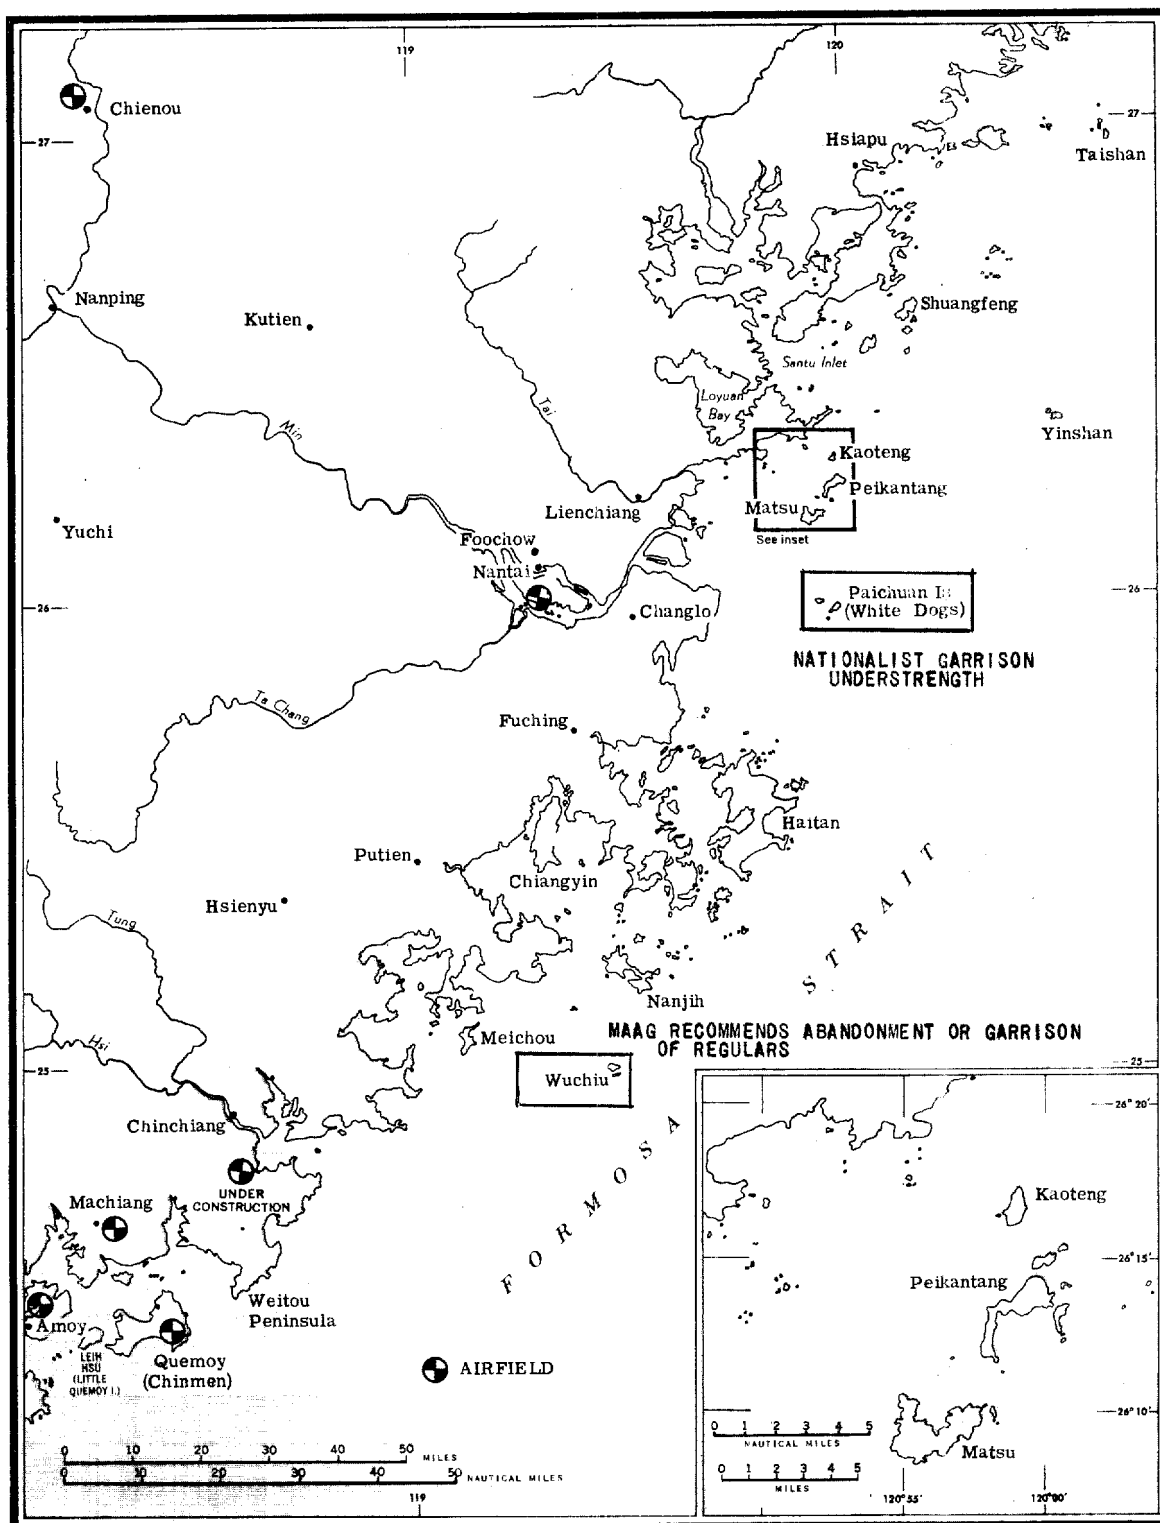 119
120
Chienou
27
27
Hsiapu
Taishan
Nanping
Kutien
Shuangfeng
Santu Inlet
Loyuan
Bay
Tai
Min
Yinshan
Kaoteng
Peikantang
Matsu
Lienchiang
See inset
Yuchi
Foochow
Nantai
26
26
Paichuan Is
(White Dogs)
Changlo
NATIONALIST GARRISON
UNDERSTRENGTH
Ta Chang
Fuching
Haitan
Putien
Chiangyin
Hsienyu
Tung
Nanjih
Meichou
MAAG RECOMMENDS ABANDONMENT OR GARRISON
OF REGULARS
Hsi
25
25
Wuchiu
Chinchiang
UNDER
CONSTRUCTION
Machiang
FORMOSA STRAIT
Weitou
Peninsula
Amoy
LEIH
HSU
(LITTLE
QUEMOY I.)
Quemoy
(Chinmen)
AIRFIELD
0 10 20 30 40 50 MILES
0 10 20 30 40 50 NAUTICAL MILES
119
26° 20'
Kaoteng
26° 15'
Peikantang
26° 10'
Matsu
0 1 2 3 4 5
NAUTICAL MILES
0 1 2 3 4 5
MILES
120°55'
120°00'